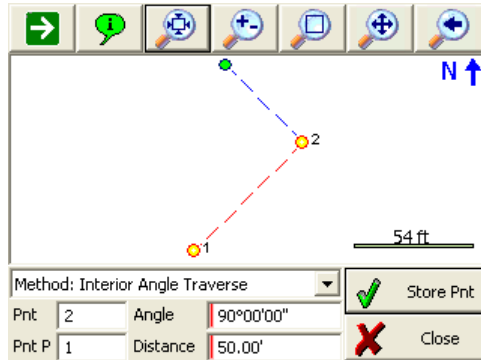 N
2
1
54 ft
Method: Interior Angle Traverse
Store Pnt
Pnt 2 Angle 90°00'00"
Pnt P 1 Distance 50.00'
Close